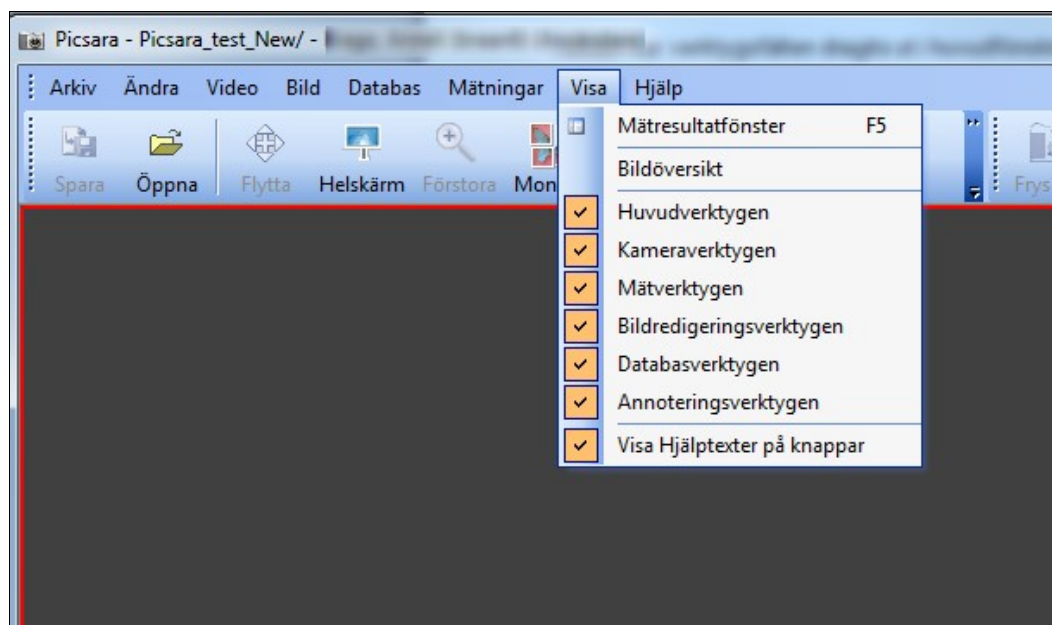 Picsara - Picsara_test_New/ -
Arkiv Ändra Video Bild Databas Mätningar Visa Hjälp
Spara Öppna Flytta Helskärm Förstora Mon Frys
Mätresultatfönster F5
Bildöversikt
Huvudverktygen
Kameraverktygen
Mätverktygen
Bildredigeringsverktygen
Databasverktygen
Annoteringsverktygen
Visa Hjälptexter på knappar